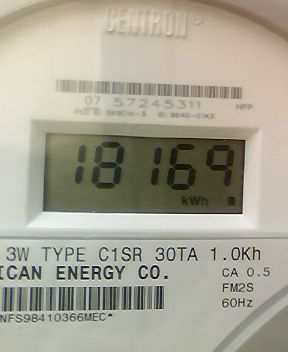 CENTRON®
07 57245311 HPP
18169
kWh
3W TYPE C1SR 30TA 1.0Kh
ICAN ENERGY CO.
CA 0.5
FM2S
60Hz
NFS98410366MEC*